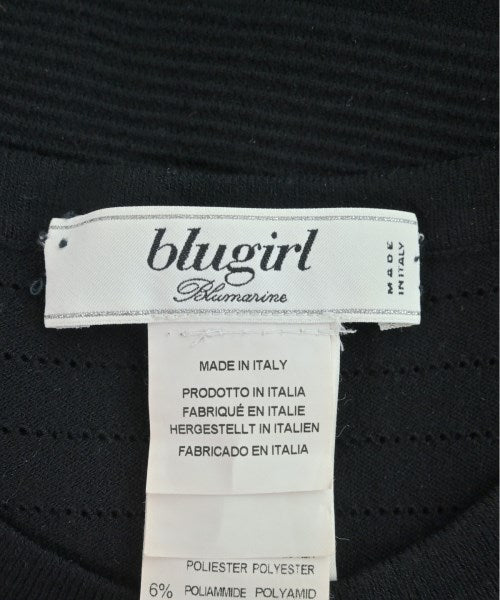 blugirl
Blumarine
MADE
IN ITALY
MADE IN ITALY
PRODOTTO IN ITALIA
FABRIQUÉ EN ITALIE
HERGESTELLT IN ITALIEN
FABRICADO EN ITALIA
POLIESTER POLYESTER
6% POLIAMMIDE POLYAMID